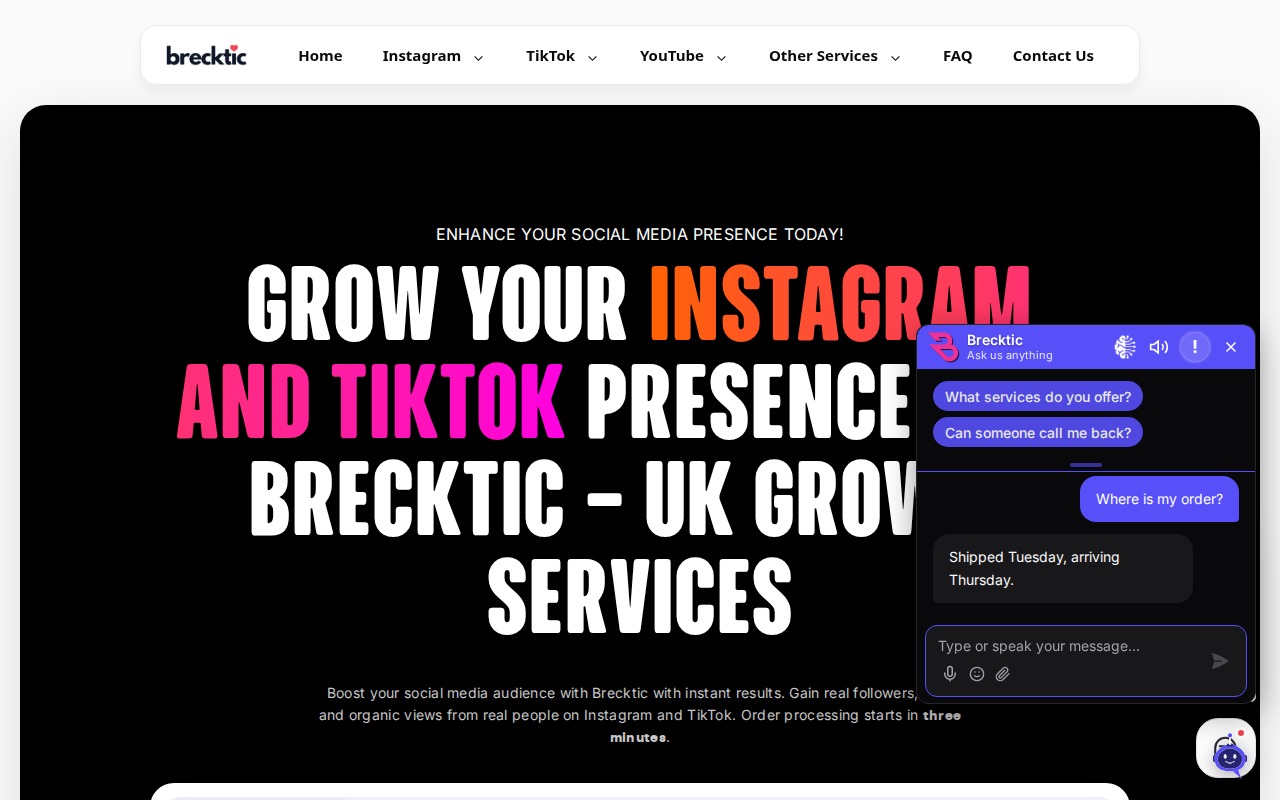 brecktic
Home
Instagram
TikTok
YouTube
Other Services
FAQ
Contact Us
ENHANCE YOUR SOCIAL MEDIA PRESENCE TODAY!
GROW YOUR INSTAGRAM
AND TIKTOK PRESENCE
BRECKTIC – UK GROW
SERVICES
Boost your social media audience with Brecktic with instant results. Gain real followers,
and organic views from real people on Instagram and TikTok. Order processing starts in three
minutes.
Brecktic
Ask us anything
!
What services do you offer?
Can someone call me back?
Where is my order?
Shipped Tuesday, arriving
Thursday.
Type or speak your message...